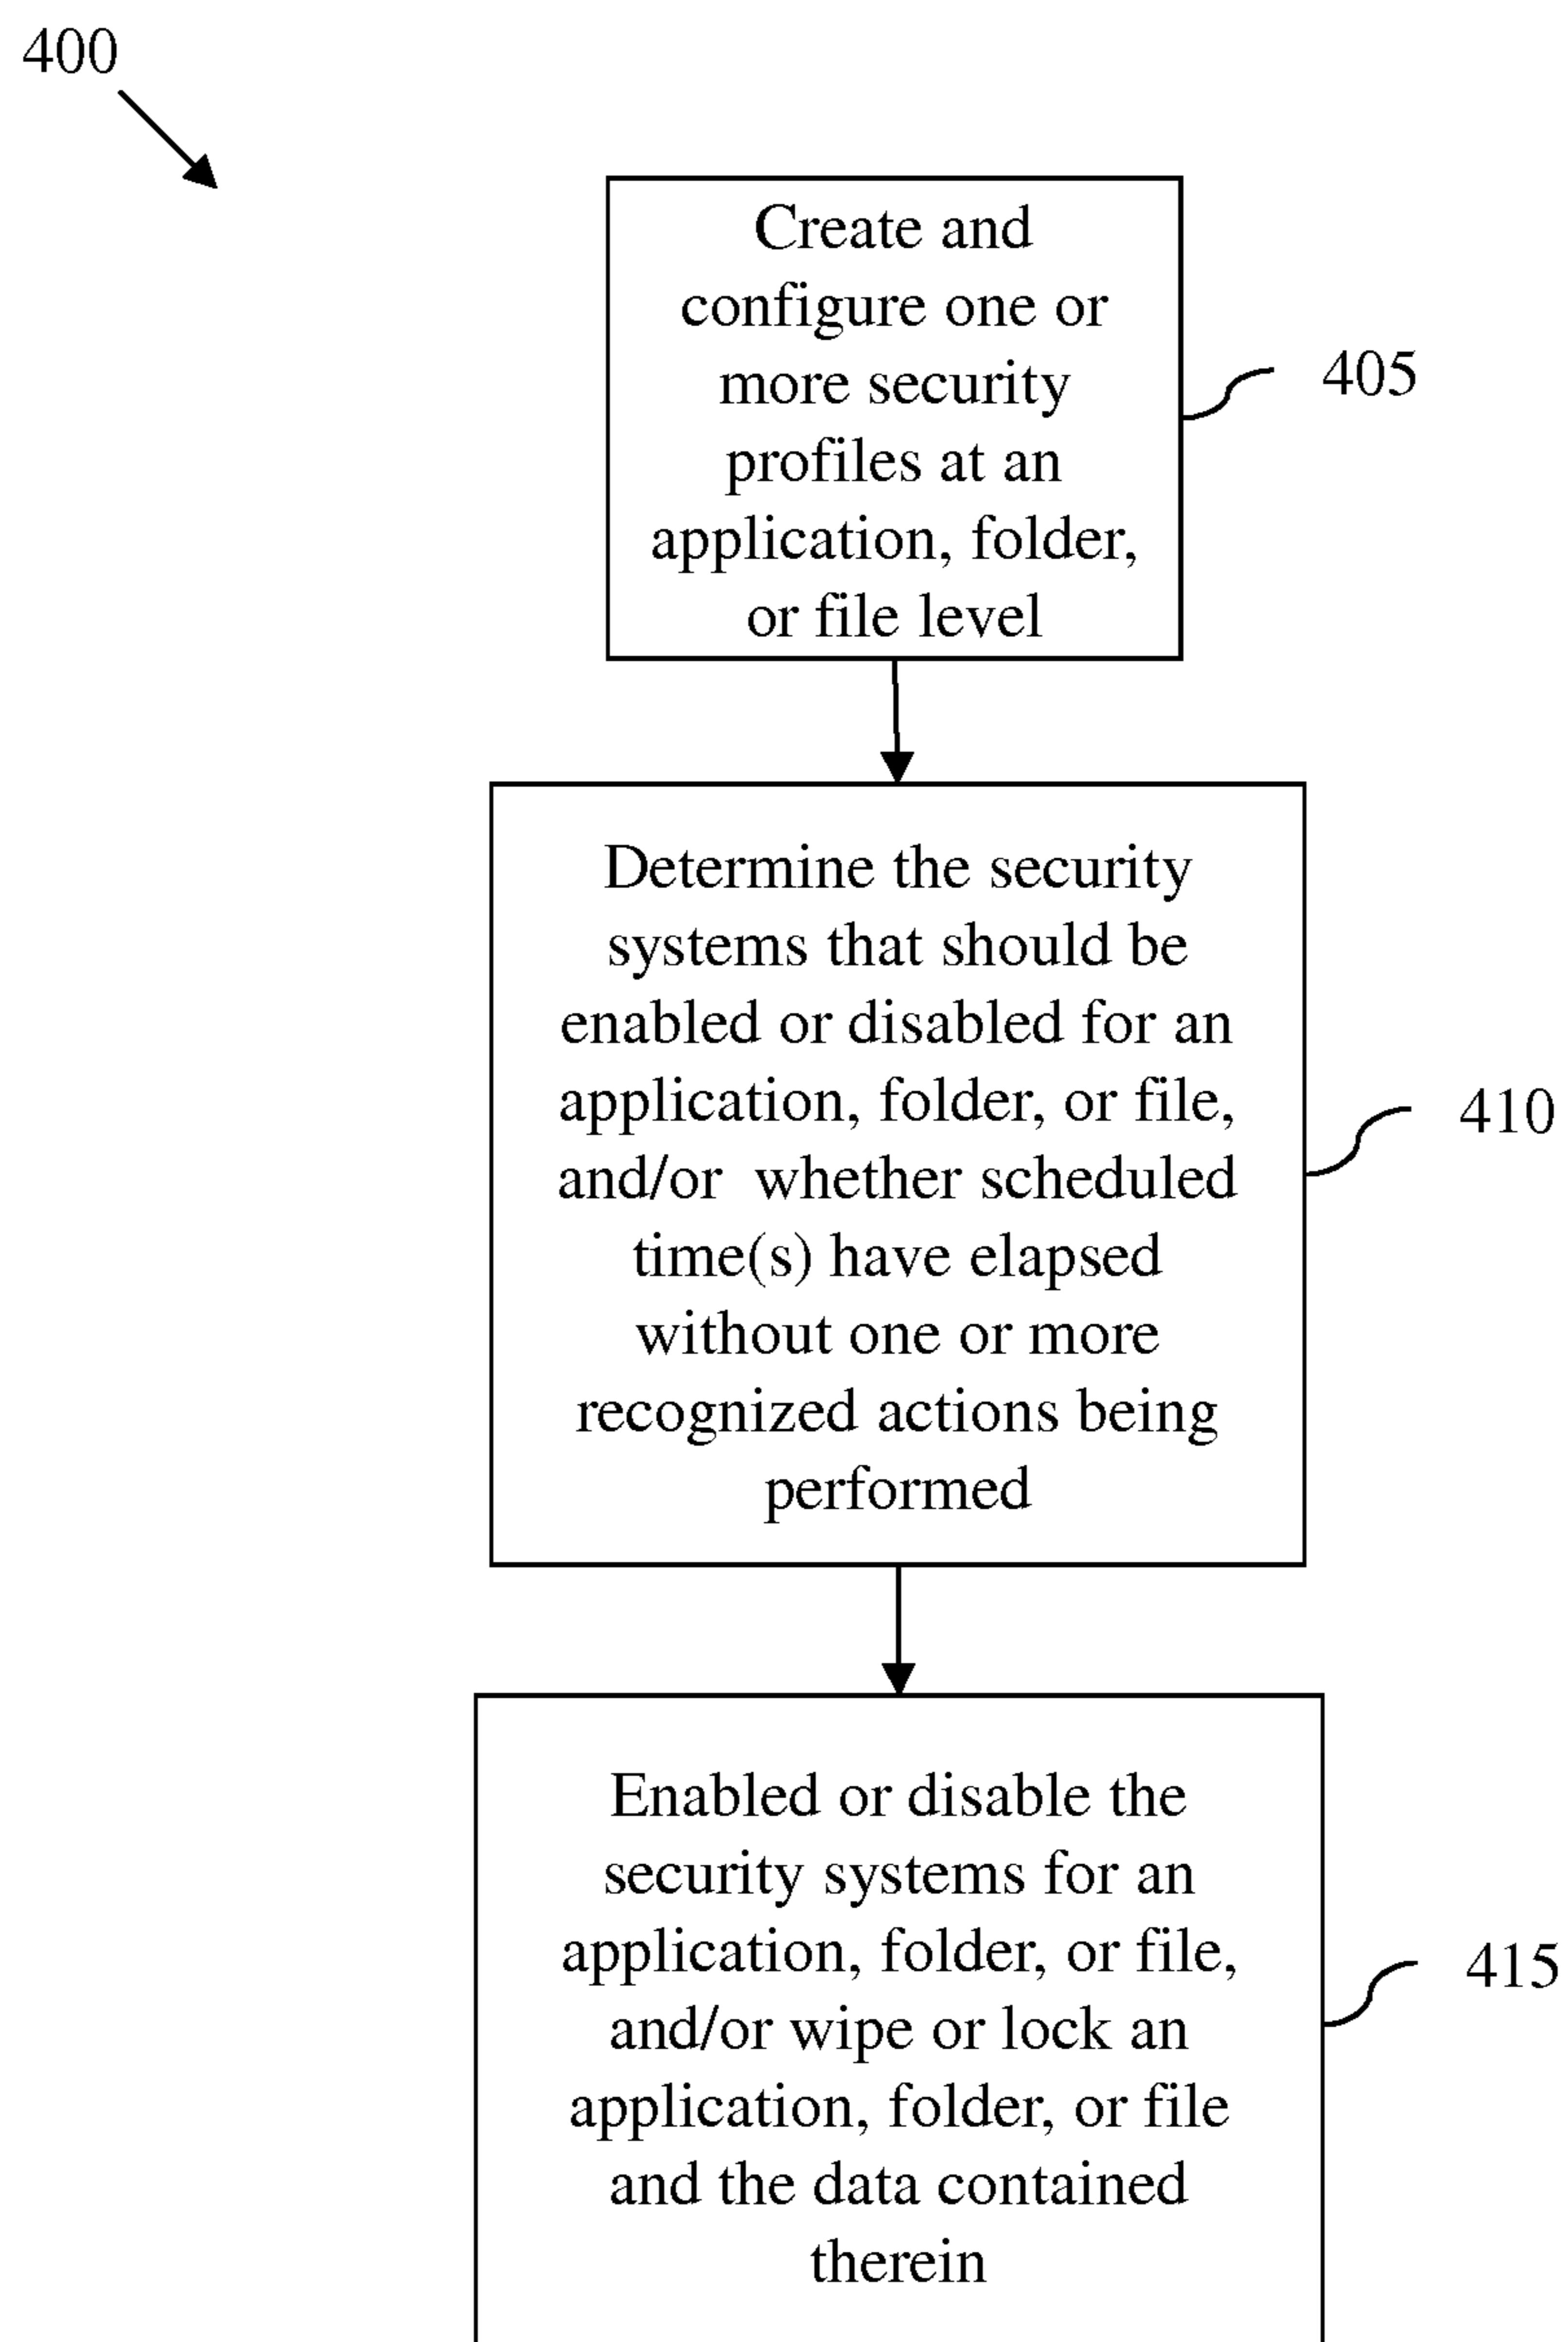 400
Create and
configure one or
more security
profiles at an
application, folder,
or file level
405
Determine the security
systems that should be
enabled or disabled for an
application, folder, or file,
and/or  whether scheduled
time(s) have elapsed
without one or more
recognized actions being
performed
410
Enabled or disable the
security systems for an
application, folder, or file,
and/or wipe or lock an
application, folder, or file
and the data contained
therein
415